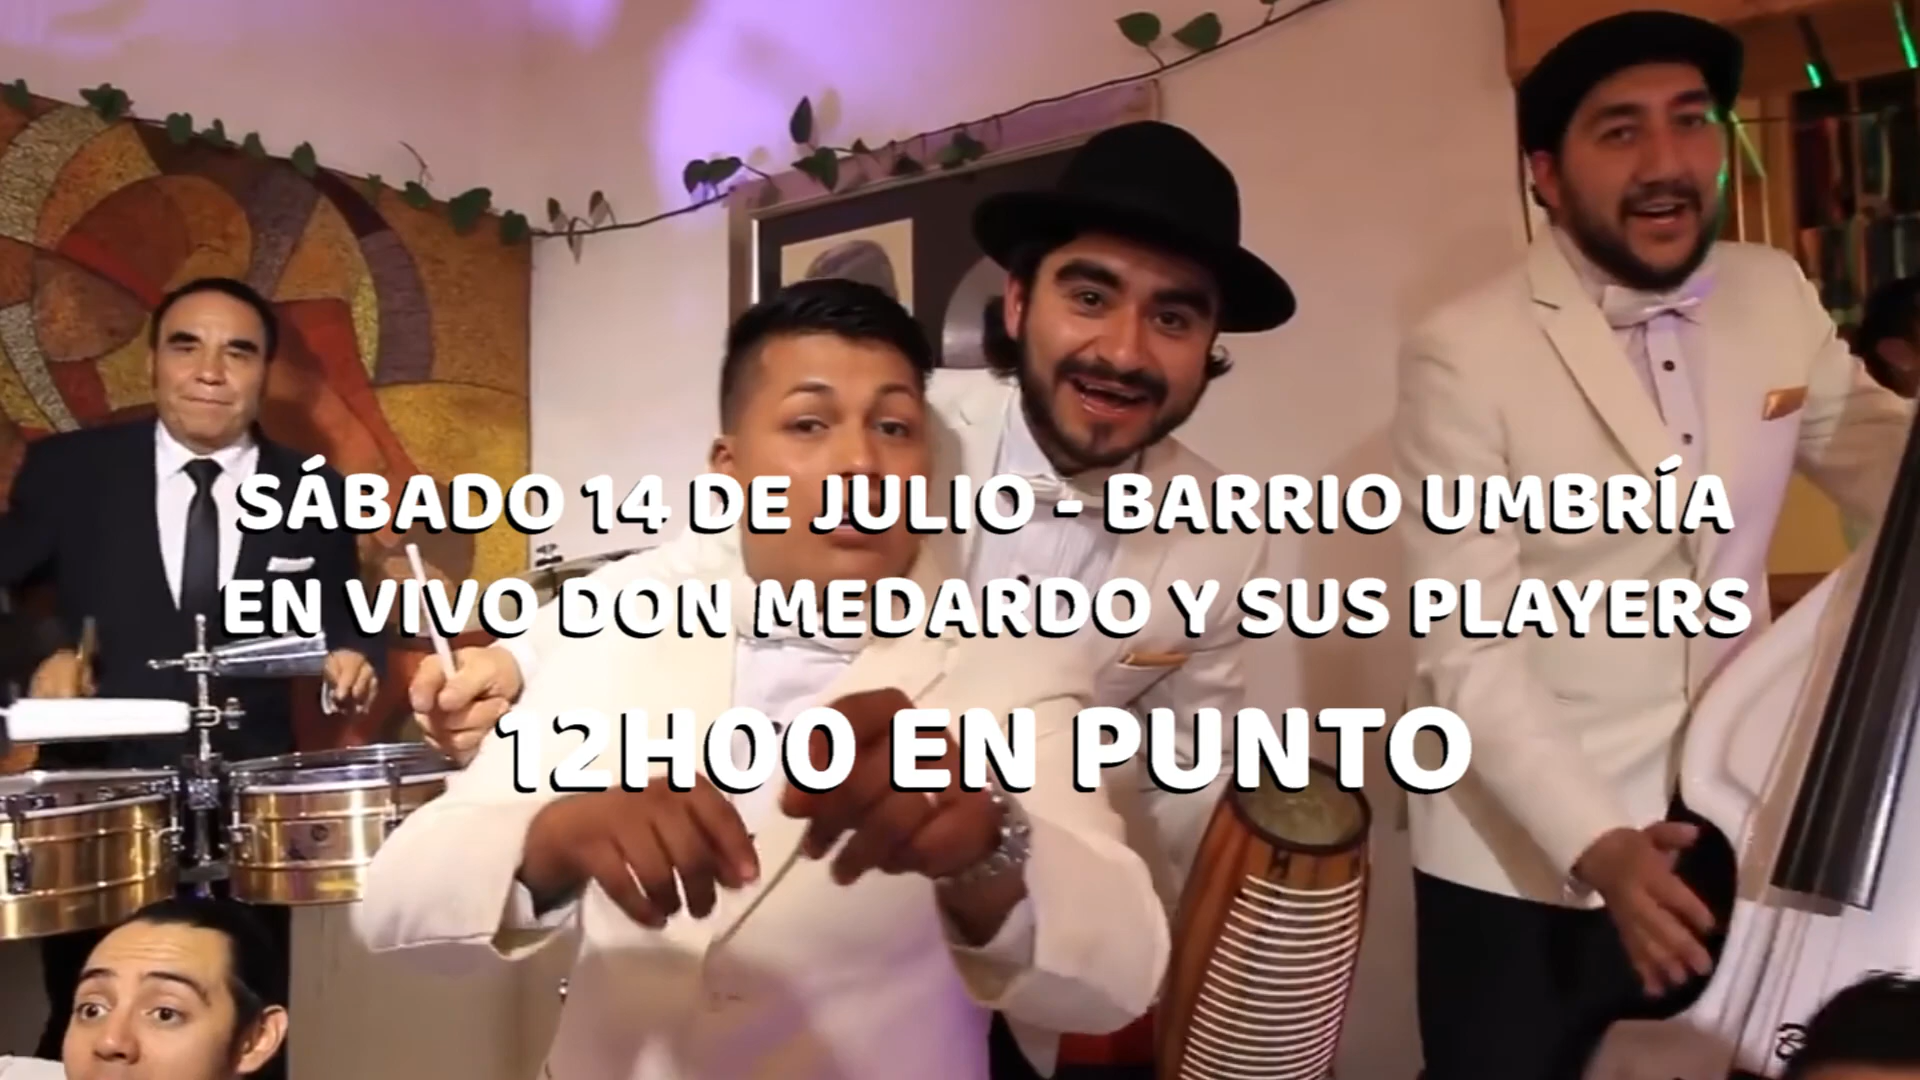 SÁBADO 14 DE JULIO - BARRIO UMBRÍA
EN VIVO DON MEDARDO Y SUS PLAYERS
12H00 EN PUNTO